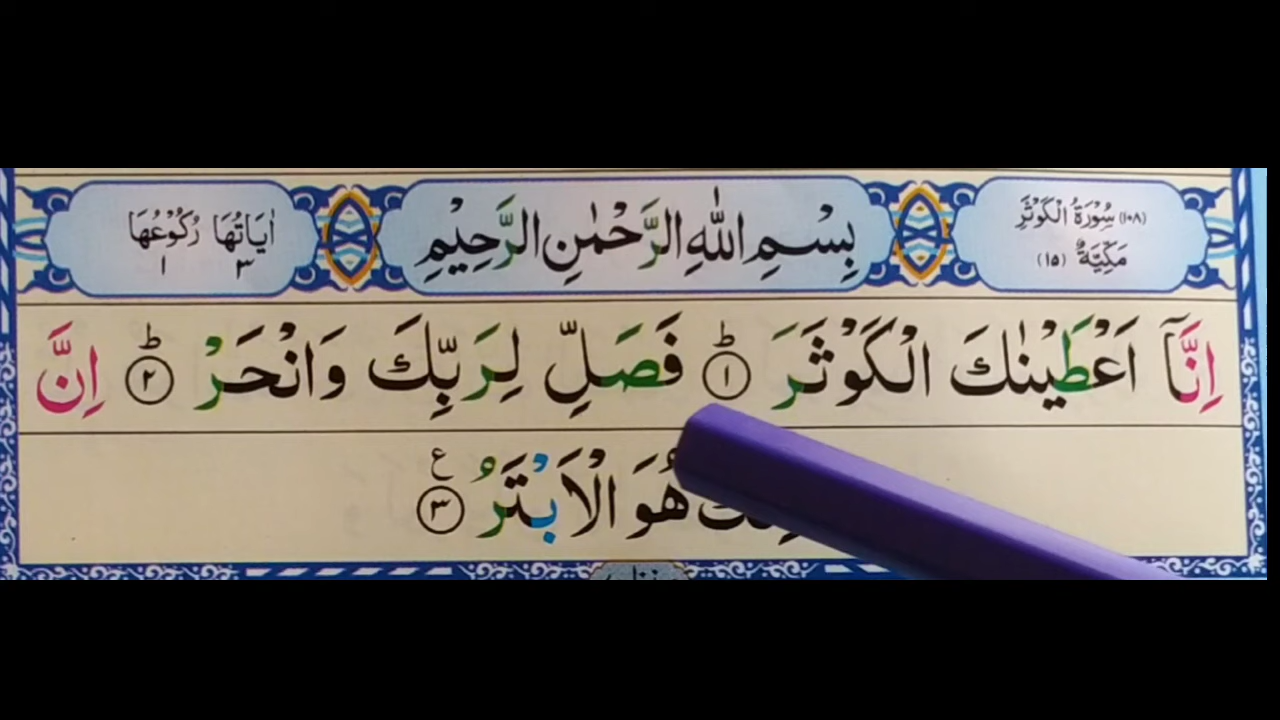 (١٠٨) سُوْرَةُ الْكَوْثَرِ
مَكِّيَّةٌ (١٥)
بِسْمِ اللّٰهِ الرَّحْمٰنِ الرَّحِيْمِ
اٰيَاتُهَا ٣ رُكُوْعُهَا ١
اِنَّآ اَعْطَيْنٰكَ الْكَوْثَرَ ؕ ١ فَصَلِّ لِرَبِّكَ وَانْحَرْ ؕ ٢ اِنَّ
هُوَ الْاَبْتَرُ ٣ ع